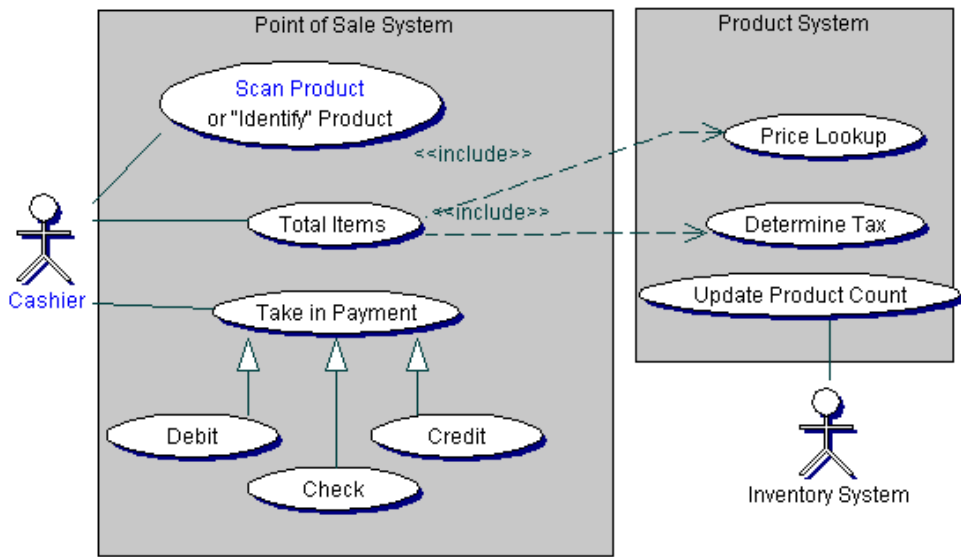 Point of Sale System
Product System
Scan Product
or "Identify" Product
<<include>>
Price Lookup
Total Items
<<include>>
Determine Tax
Cashier
Take in Payment
Update Product Count
Debit
Credit
Check
Inventory System